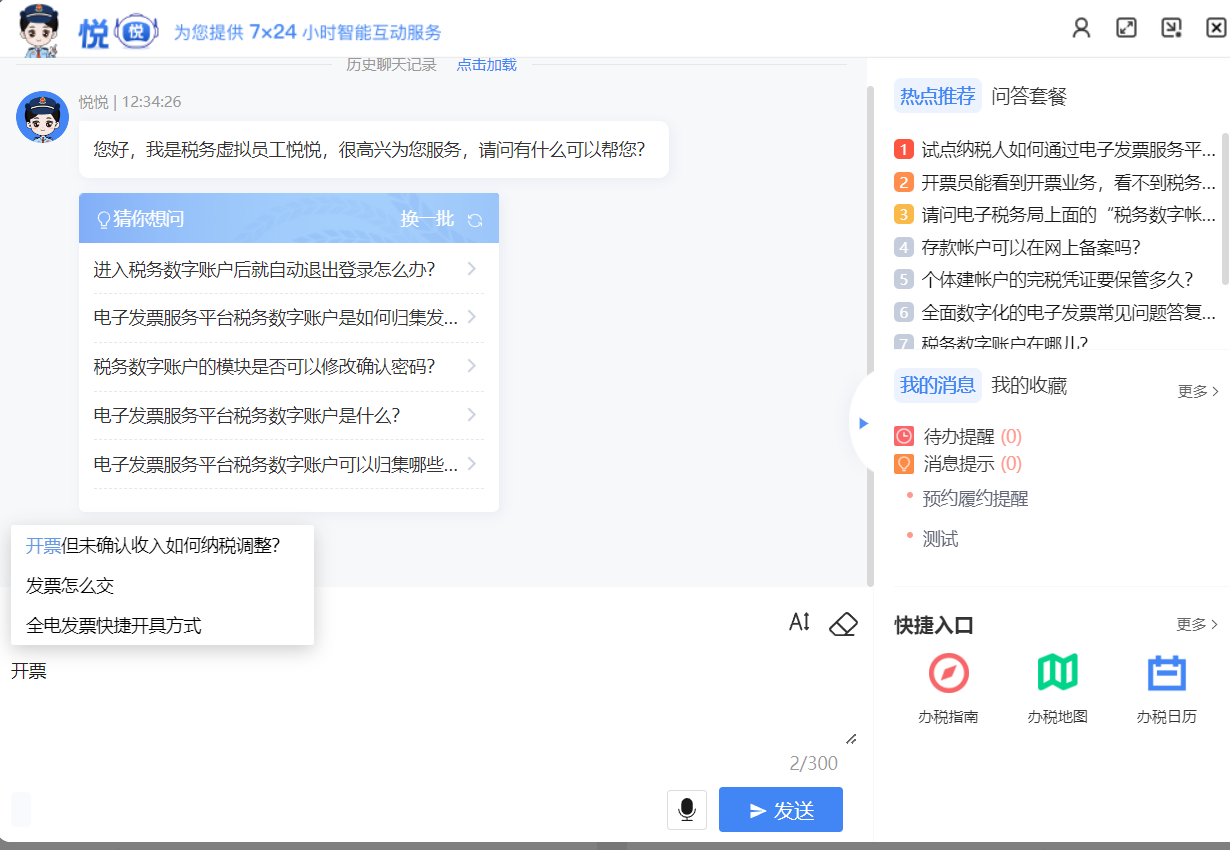 悦 悦 为您提供 7×24 小时智能互动服务
历史聊天记录 点击加载
悦悦 | 12:34:26
您好，我是税务虚拟员工悦悦，很高兴为您服务，请问有什么可以帮您?
猜你想问 换一批
进入税务数字账户后就自动退出登录怎么办?
电子发票服务平台税务数字账户是如何归集发...
税务数字账户的模块是否可以修改确认密码?
电子发票服务平台税务数字账户是什么?
电子发票服务平台税务数字账户可以归集哪些...
开票但未确认收入如何纳税调整?
发票怎么交
全电发票快捷开具方式
开票
2/300
发送
热点推荐 问答套餐
1 试点纳税人如何通过电子发票服务平...
2 开票员能看到开票业务，看不到税务...
3 请问电子税务局上面的“税务数字帐...
4 存款帐户可以在网上备案吗?
5 个体建帐户的完税凭证要保管多久?
6 全面数字化的电子发票常见问题答复...
7 税务数字账户在哪儿?
我的消息 我的收藏 更多
待办提醒 (0)
消息提示 (0)
预约履约提醒
测试
快捷入口 更多
办税指南 办税地图 办税日历